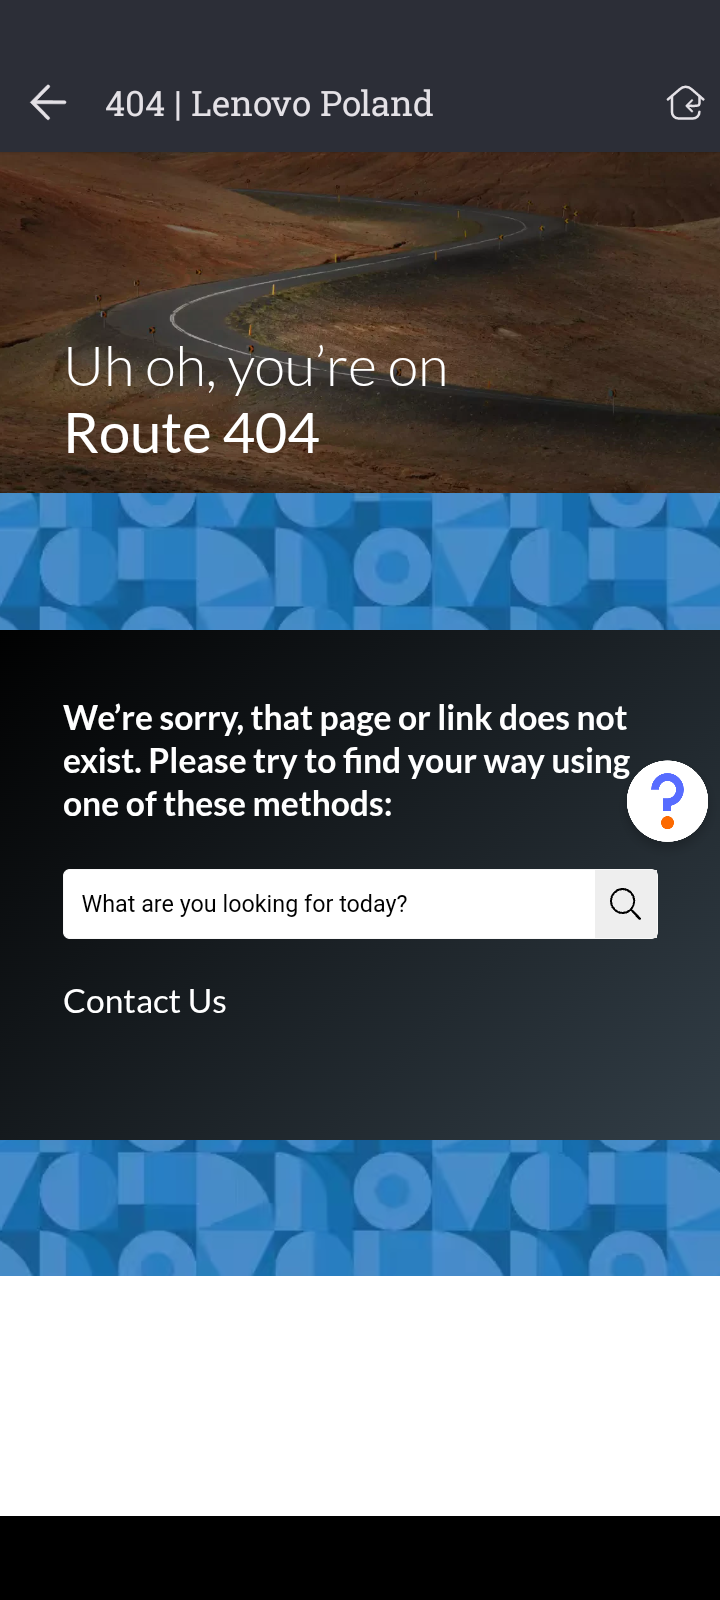 404 | Lenovo Poland
Uh oh, you're on
Route 404
We're sorry, that page or link does not
exist. Please try to find your way using
one of these methods:
What are you looking for today?
Contact Us